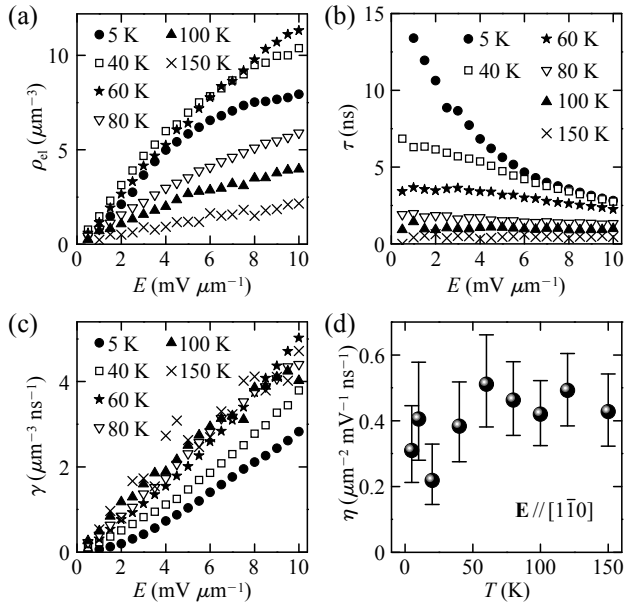 (a)
5 K
40 K
60 K
80 K
100 K
150 K
10
5
0
0 2 4 6 8 10
ρel (μm⁻³)
E (mV μm⁻¹)
(b)
5 K
40 K
60 K
80 K
100 K
150 K
15
10
5
0
0 2 4 6 8 10
τ (ns)
E (mV μm⁻¹)
(c)
5 K
40 K
60 K
80 K
100 K
150 K
4
2
0
0 2 4 6 8 10
γ (μm⁻³ ns⁻¹)
E (mV μm⁻¹)
(d)
0.6
0.4
0.2
0.0
0 50 100 150
η (μm⁻² mV⁻¹ ns⁻¹)
E // [11̄0]
T (K)